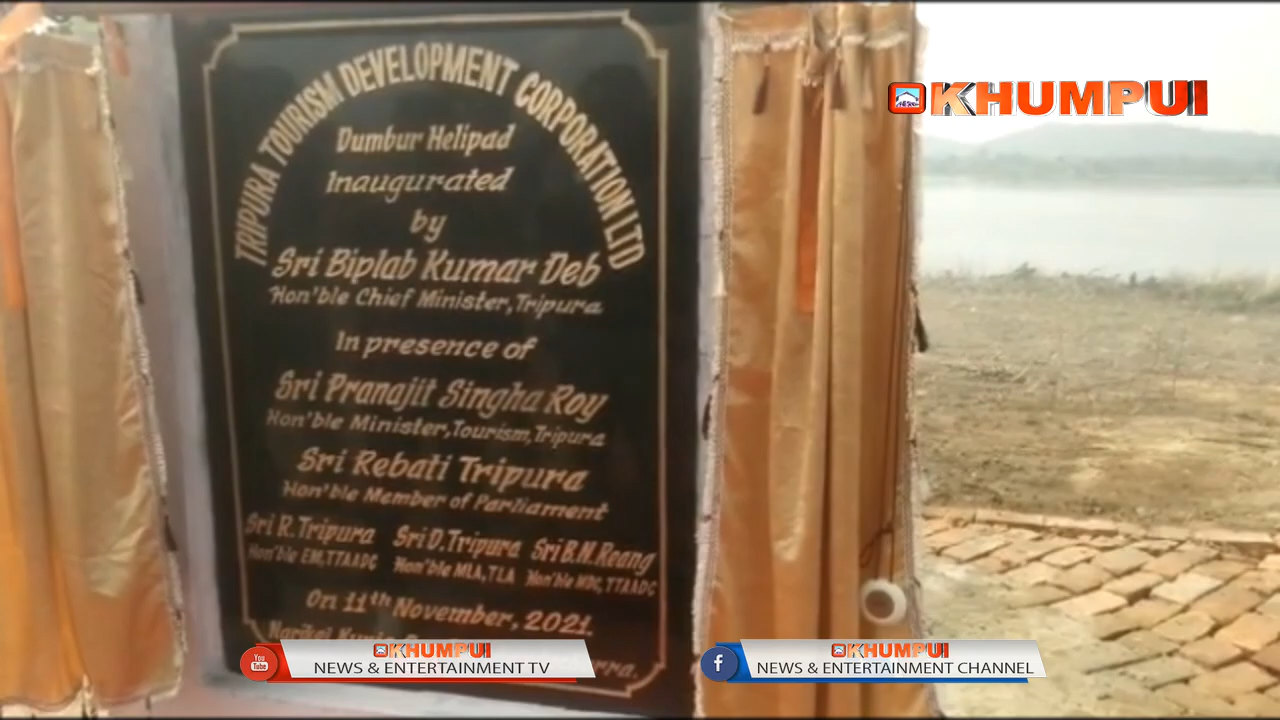 TRIPURA TOURISM DEVELOPMENT CORPORATION LTD
Dumbur Helipad
Inaugurated
by
Sri Biplab Kumar Deb
Hon'ble Chief Minister, Tripura
In presence of
Sri Pranajit Singha Roy
Hon'ble Minister, Tourism, Tripura
Sri Rebati Tripura
Hon'ble Member of Parliament
Sri R. Tripura Sri D. Tripura Sri B.N. Reang
Hon'ble EM, TTAADC Hon'ble MLA, TLA Hon'ble MDC, TTAADC
On 11th November, 2021.
KHUMPUI
You Tube
KHUMPUI
NEWS & ENTERTAINMENT TV
f
KHUMPUI
NEWS & ENTERTAINMENT CHANNEL